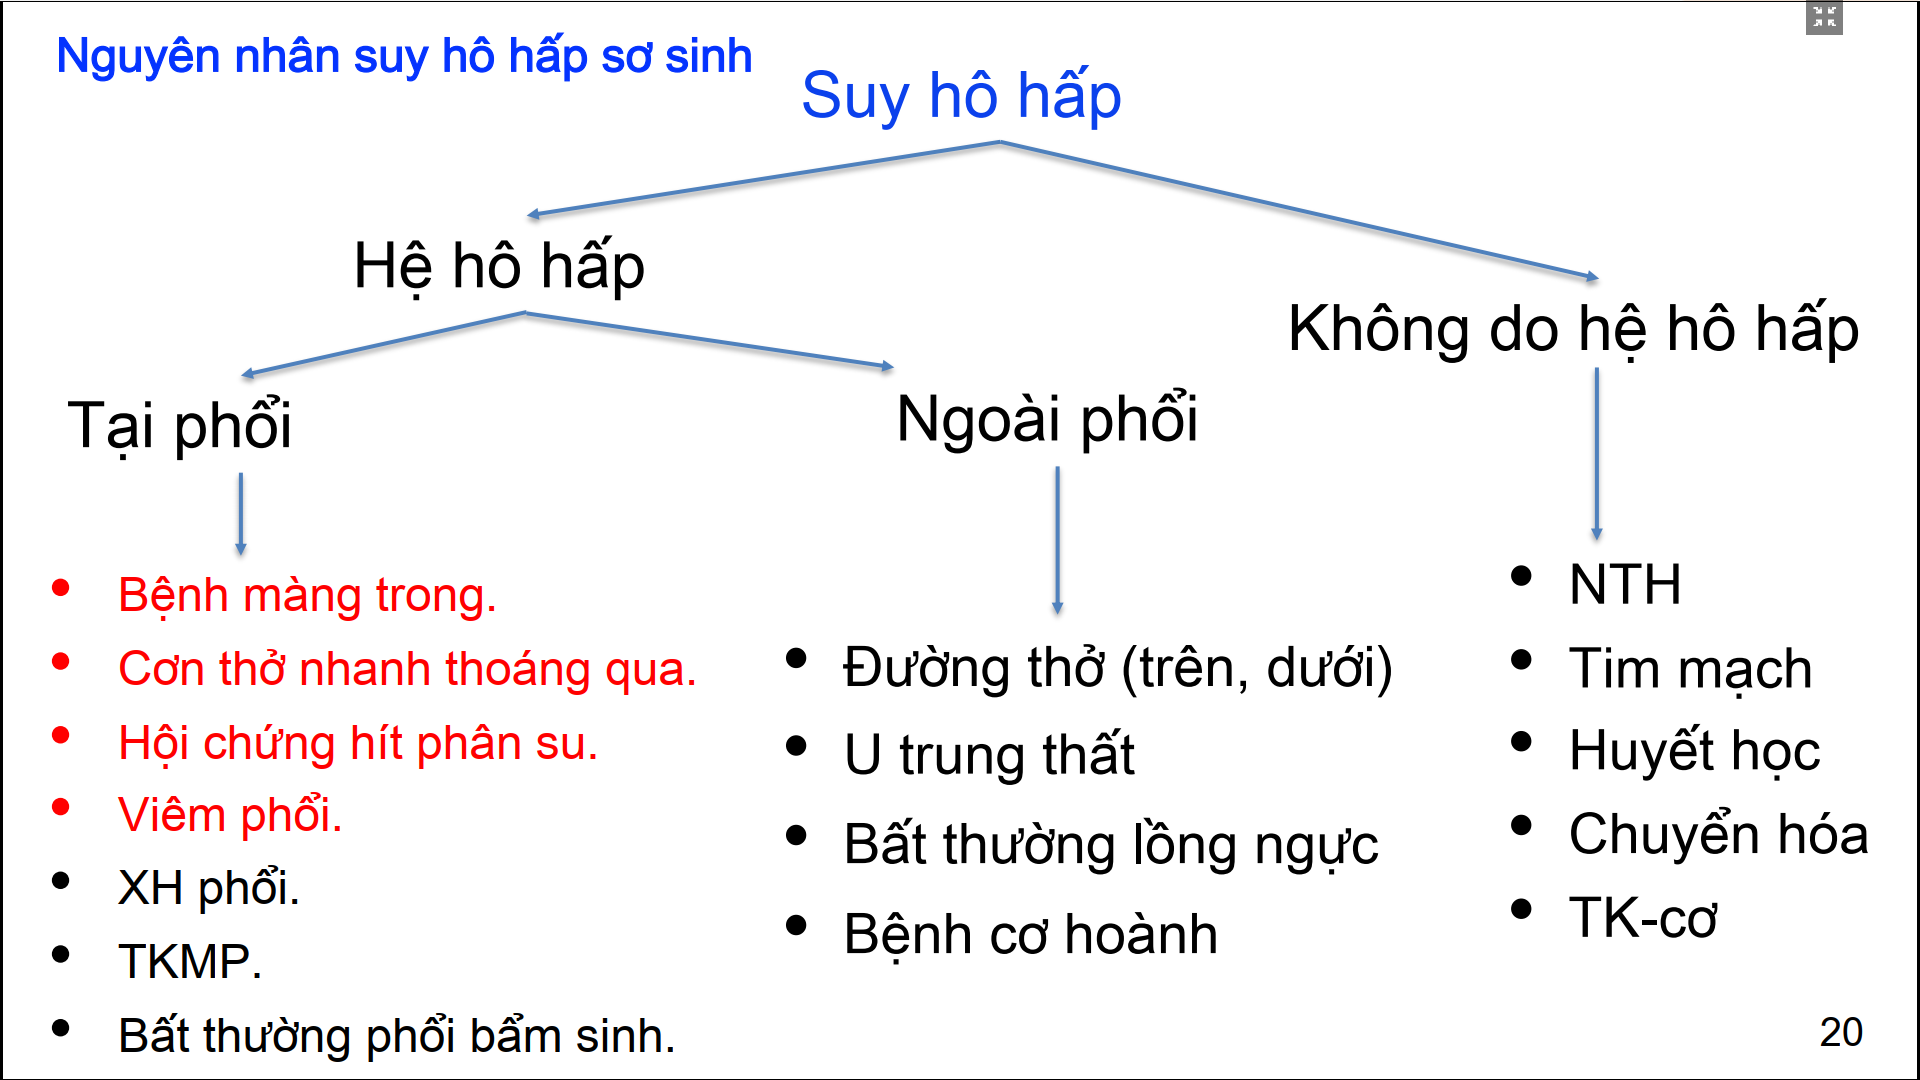 Nguyên nhân suy hô hấp sơ sinh
Suy hô hấp
Hệ hô hấp
Không do hệ hô hấp
Tại phổi
Ngoài phổi
• Bệnh màng trong.
• Cơn thở nhanh thoáng qua.
• Hội chứng hít phân su.
• Viêm phổi.
• XH phổi.
• TKMP.
• Bất thường phổi bẩm sinh.
• Đường thở (trên, dưới)
• U trung thất
• Bất thường lồng ngực
• Bệnh cơ hoành
• NTH
• Tim mạch
• Huyết học
• Chuyển hóa
• TK-cơ
20